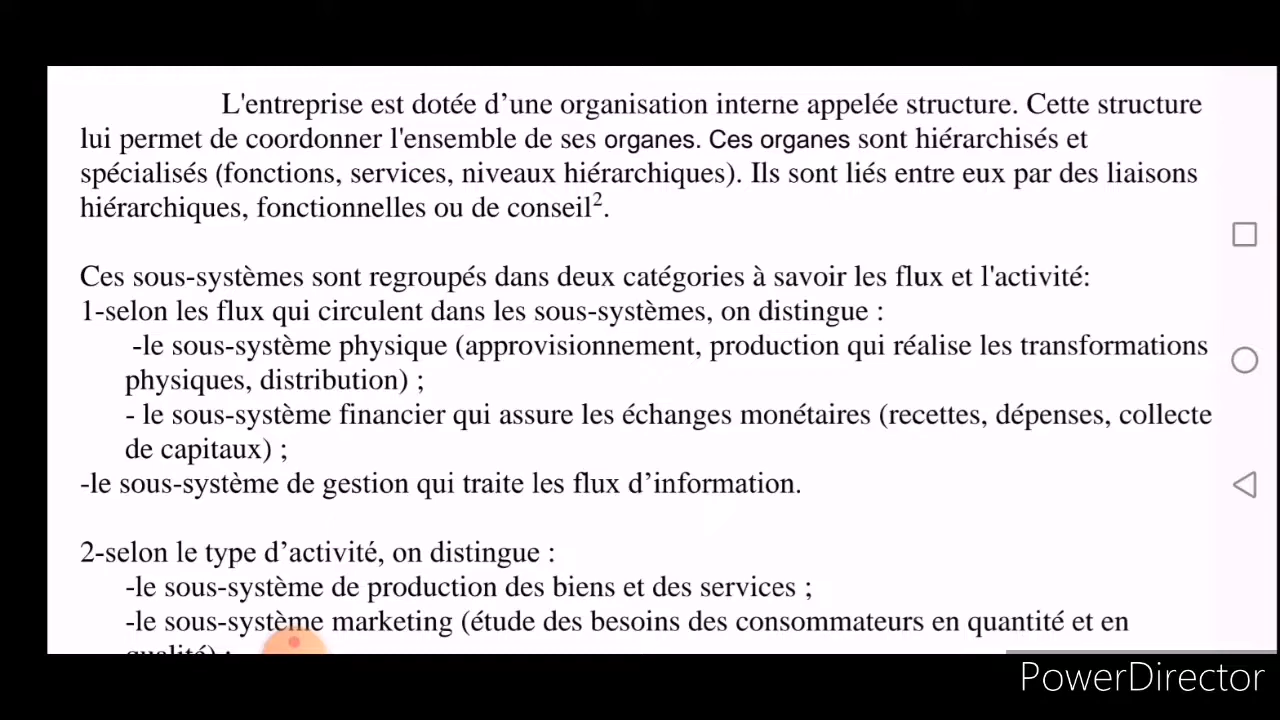 L'entreprise est dotée d’une organisation interne appelée structure. Cette structure
lui permet de coordonner l'ensemble de ses organes. Ces organes sont hiérarchisés et
spécialisés (fonctions, services, niveaux hiérarchiques). Ils sont liés entre eux par des liaisons
hiérarchiques, fonctionnelles ou de conseil².
Ces sous-systèmes sont regroupés dans deux catégories à savoir les flux et l'activité:
1-selon les flux qui circulent dans les sous-systèmes, on distingue :
-le sous-système physique (approvisionnement, production qui réalise les transformations
physiques, distribution) ;
- le sous-système financier qui assure les échanges monétaires (recettes, dépenses, collecte
de capitaux) ;
-le sous-système de gestion qui traite les flux d’information.
2-selon le type d’activité, on distingue :
-le sous-système de production des biens et des services ;
-le sous-système marketing (étude des besoins des consommateurs en quantité et en
qualité) ;
PowerDirector